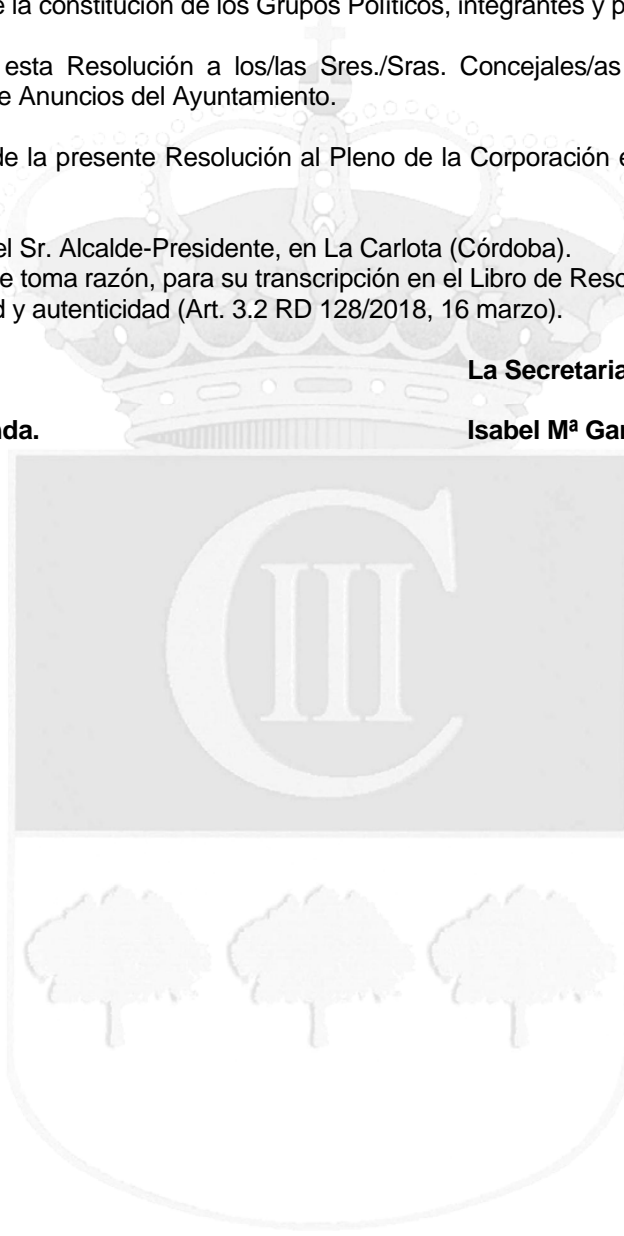 e la constitución de los Grupos Políticos, integrantes y p
esta Resolución a los/las Sres./Sras. Concejales/as
e Anuncios del Ayuntamiento.
de la presente Resolución al Pleno de la Corporación e
el Sr. Alcalde-Presidente, en La Carlota (Córdoba).
e toma razón, para su transcripción en el Libro de Reso
d y autenticidad (Art. 3.2 RD 128/2018, 16 marzo).
La Secretaria
nda.
Isabel Mª Gar
CIII